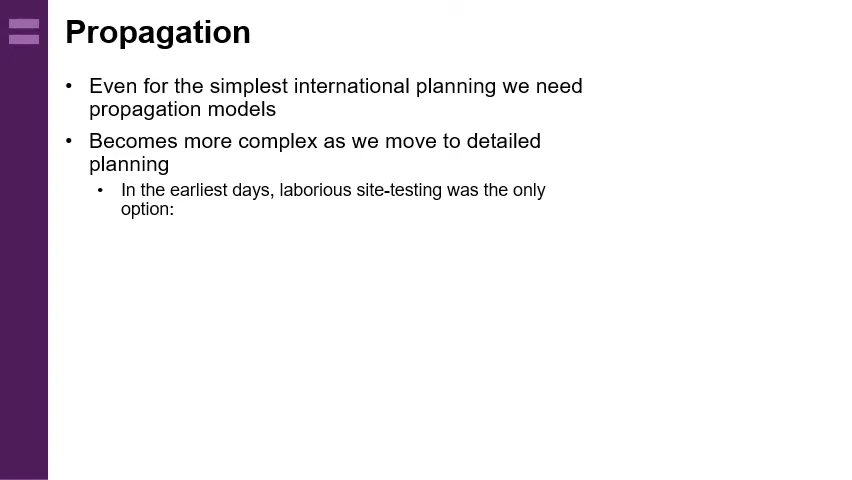 Propagation
• Even for the simplest international planning we need
propagation models
• Becomes more complex as we move to detailed
planning
• In the earliest days, laborious site-testing was the only
option: